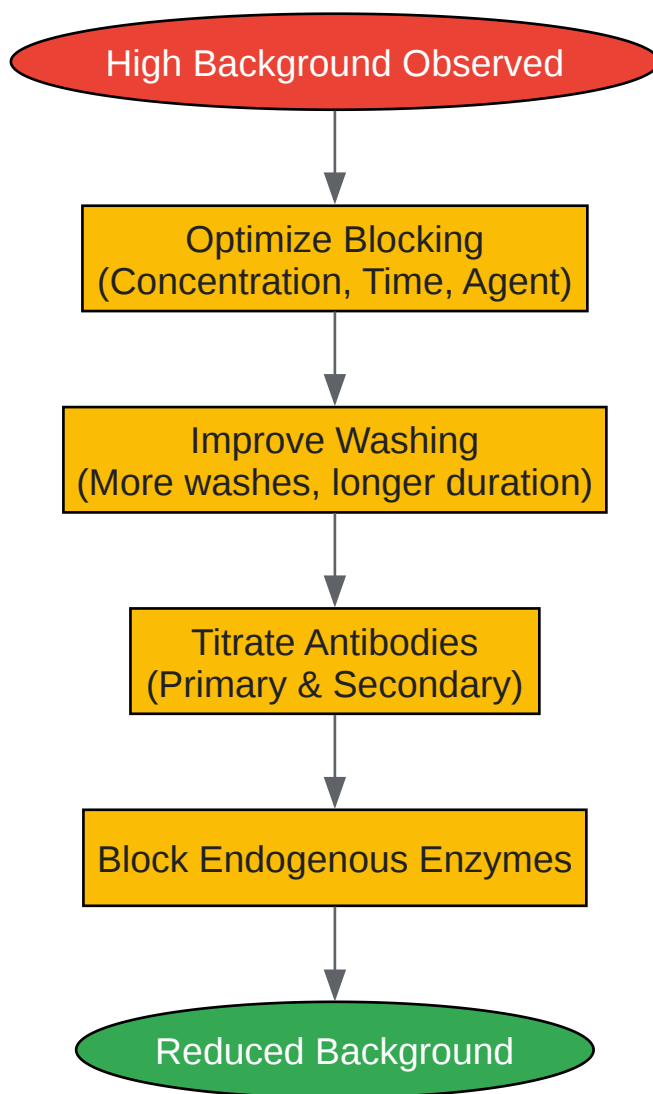 High Background Observed
Optimize Blocking
(Concentration, Time, Agent)
Improve Washing
(More washes, longer duration)
Titrate Antibodies
(Primary & Secondary)
Block Endogenous Enzymes
Reduced Background